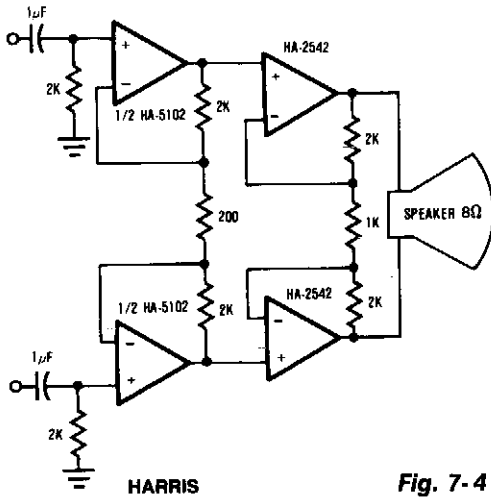 1μF
HA-2542
+
+
2K
−
1/2 HA-5102
2K
−
2K
200
1K
SPEAKER 8Ω
HA-2542
1/2 HA-5102
2K
−
2K
1μF
−
+
+
2K
HARRIS
Fig. 7-4